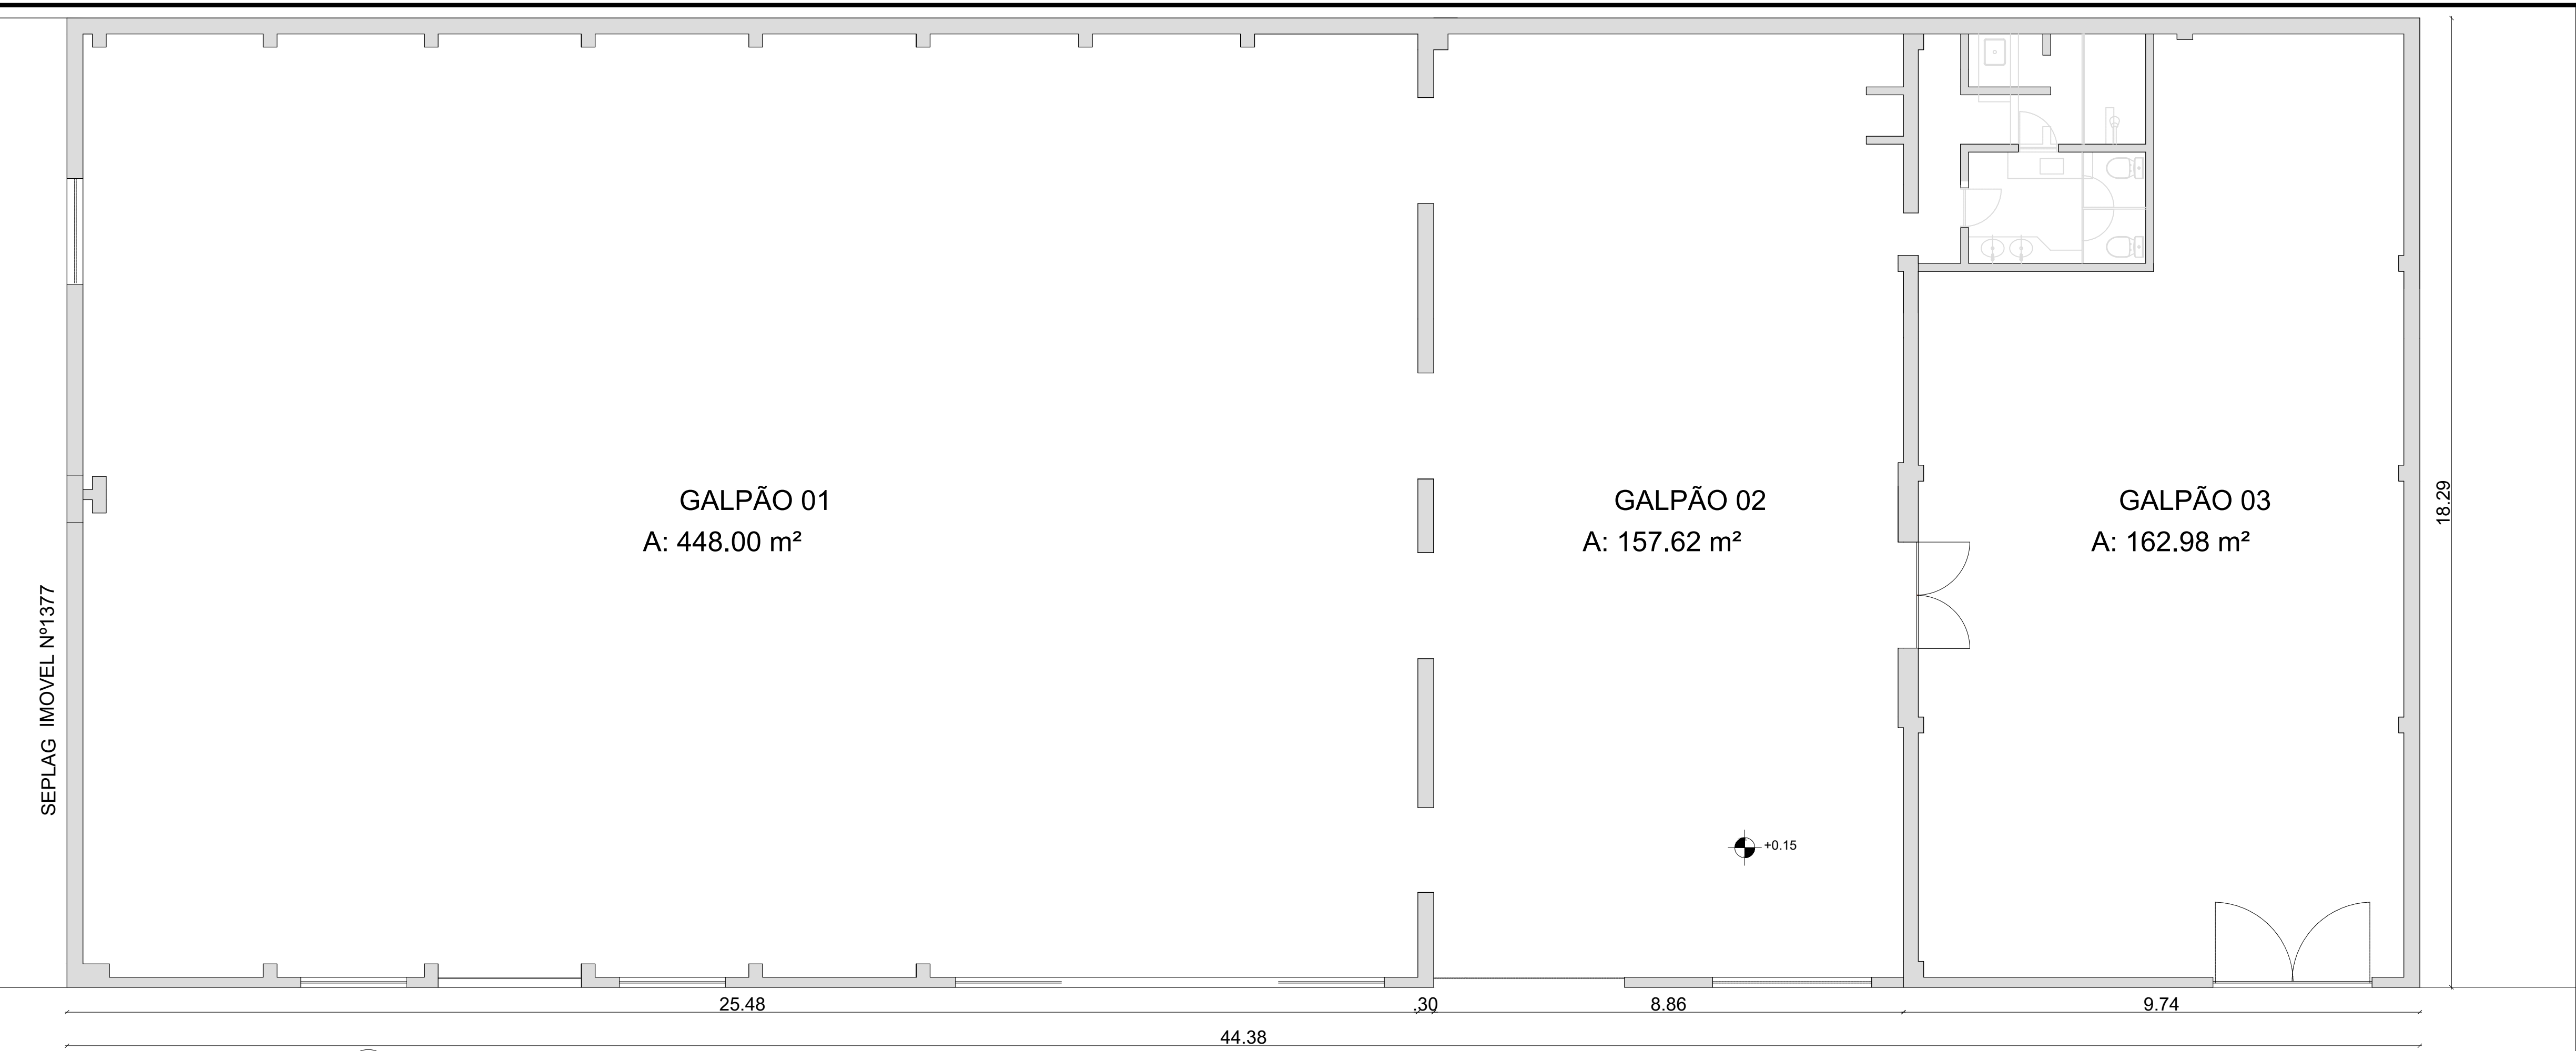 GALPÃO 01
A: 448.00 m²
GALPÃO 02
A: 157.62 m²
GALPÃO 03
A: 162.98 m²
18.29
SEPLAG IMOVEL Nº1377
+0.15
25.48
.30
8.86
9.74
44.38